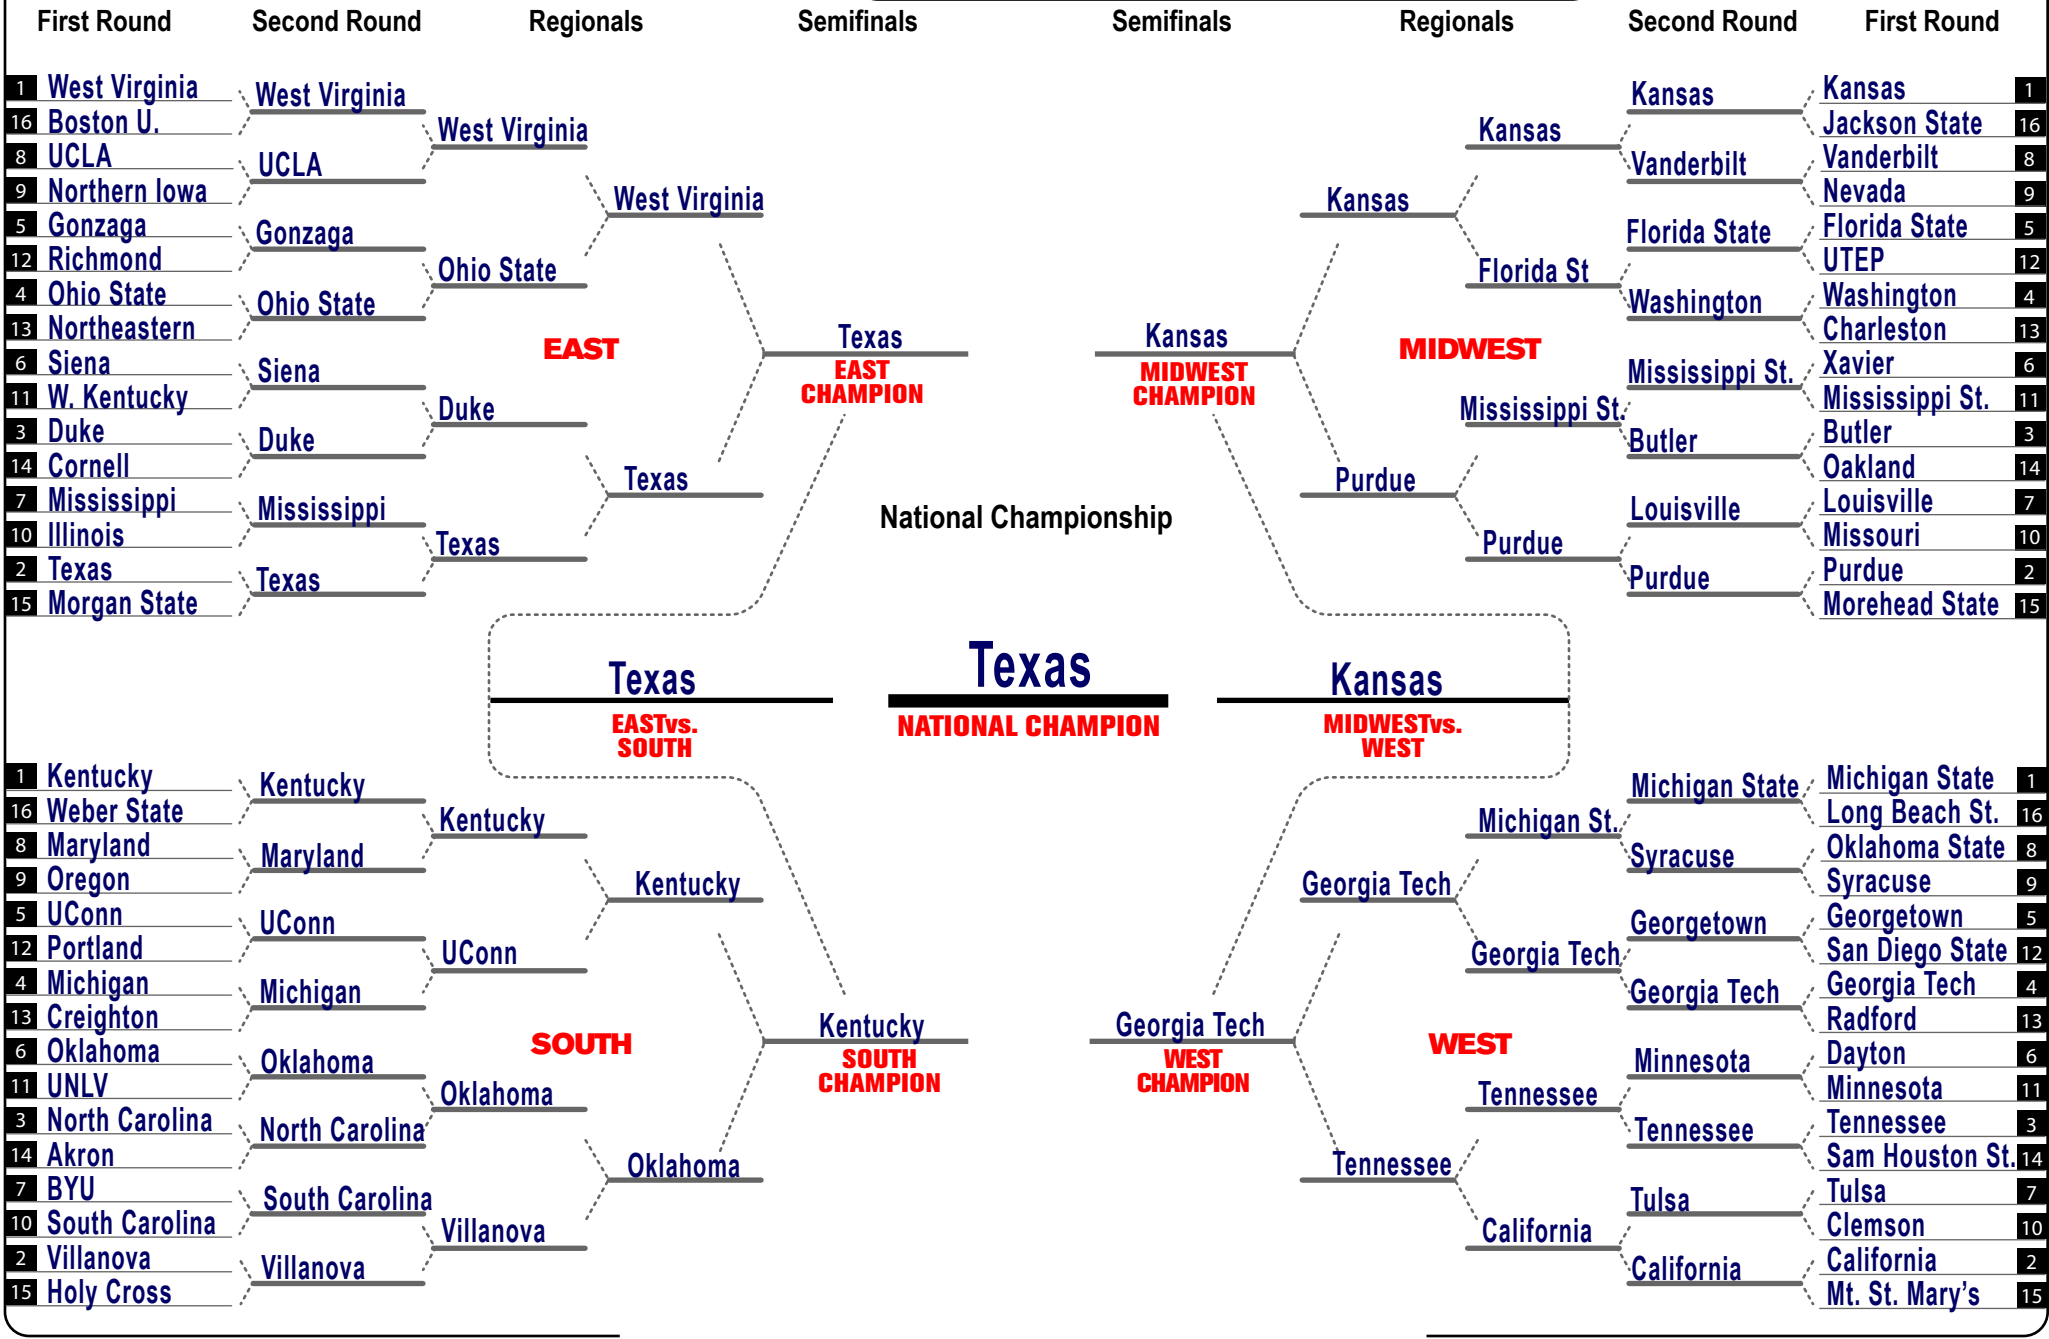 First Round Second Round Regionals Semifinals Semifinals Regionals Second Round First Round
1 West Virginia
16 Boston U.
8 UCLA
9 Northern Iowa
5 Gonzaga
12 Richmond
4 Ohio State
13 Northeastern
6 Siena
11 W. Kentucky
3 Duke
14 Cornell
7 Mississippi
10 Illinois
2 Texas
15 Morgan State
West Virginia
UCLA
Gonzaga
Ohio State
Siena
Duke
Mississippi
Texas
West Virginia
Ohio State
Duke
Texas
West Virginia
Texas
EAST
Texas
EAST
CHAMPION
Kansas
MIDWEST
CHAMPION
MIDWEST
Kansas
Purdue
Kansas
Florida St
Mississippi St.
Purdue
Kansas
Vanderbilt
Florida State
Washington
Mississippi St.
Butler
Louisville
Purdue
Kansas 1
Jackson State 16
Vanderbilt 8
Nevada 9
Florida State 5
UTEP 12
Washington 4
Charleston 13
Xavier 6
Mississippi St. 11
Butler 3
Oakland 14
Louisville 7
Missouri 10
Purdue 2
Morehead State 15
National Championship
Texas
EASTvs.
SOUTH
Texas
NATIONAL CHAMPION
Kansas
MIDWESTvs.
WEST
1 Kentucky
16 Weber State
8 Maryland
9 Oregon
5 UConn
12 Portland
4 Michigan
13 Creighton
6 Oklahoma
11 UNLV
3 North Carolina
14 Akron
7 BYU
10 South Carolina
2 Villanova
15 Holy Cross
Kentucky
Maryland
UConn
Michigan
Oklahoma
North Carolina
South Carolina
Villanova
Kentucky
UConn
Oklahoma
Villanova
Kentucky
Oklahoma
SOUTH
Kentucky
SOUTH
CHAMPION
Georgia Tech
WEST
CHAMPION
WEST
Georgia Tech
Tennessee
Michigan St.
Georgia Tech
Tennessee
California
Michigan State
Syracuse
Georgetown
Georgia Tech
Minnesota
Tennessee
Tulsa
California
Michigan State 1
Long Beach St. 16
Oklahoma State 8
Syracuse 9
Georgetown 5
San Diego State 12
Georgia Tech 4
Radford 13
Dayton 6
Minnesota 11
Tennessee 3
Sam Houston St. 14
Tulsa 7
Clemson 10
California 2
Mt. St. Mary’s 15